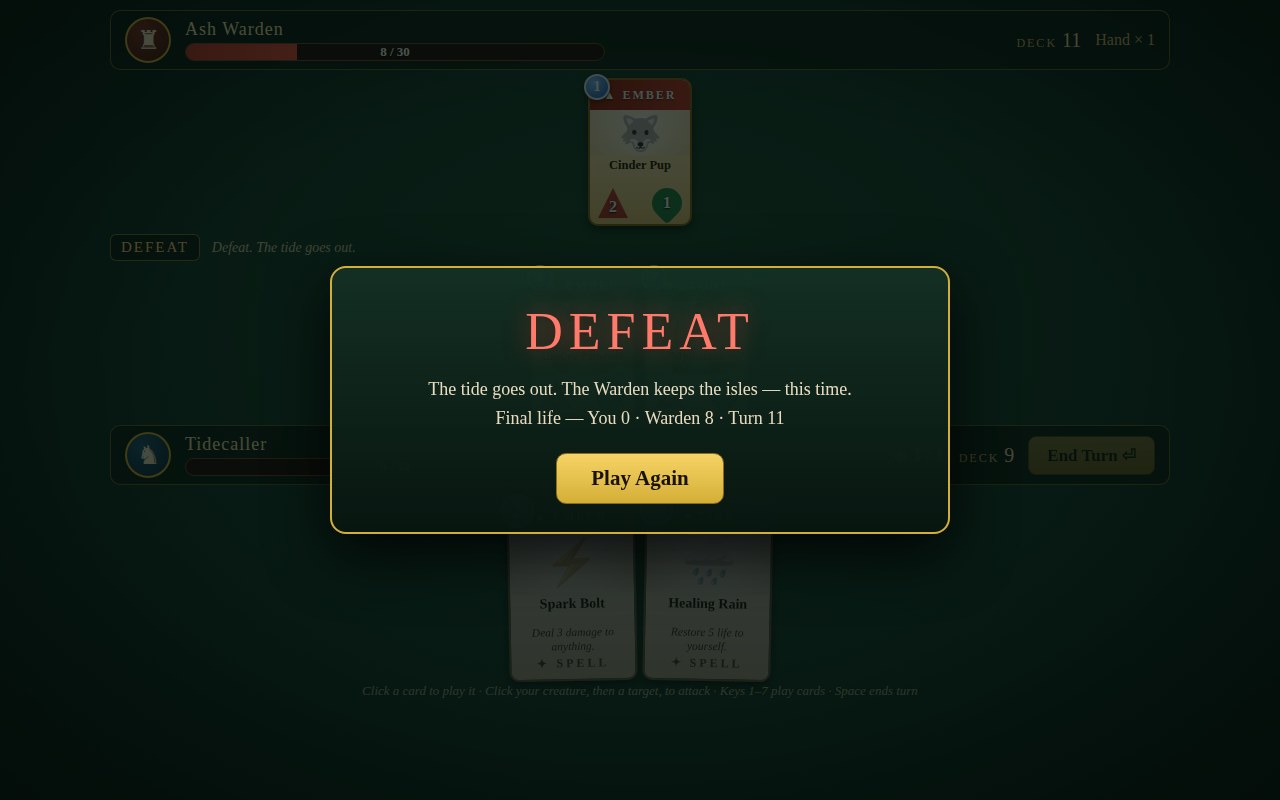 Ash Warden
8 / 30
DECK 11 Hand × 1
1
EMBER
Cinder Pup
2 1
DEFEAT Defeat. The tide goes out.
DEFEAT
The tide goes out. The Warden keeps the isles — this time.
Final life — You 0 · Warden 8 · Turn 11
Play Again
Tidecaller
DECK 9
End Turn ⏎
Spark Bolt
Deal 3 damage to
anything.
✦ SPELL
Healing Rain
Restore 5 life to
yourself.
✦ SPELL
Click a card to play it · Click your creature, then a target, to attack · Keys 1–7 play cards · Space ends turn